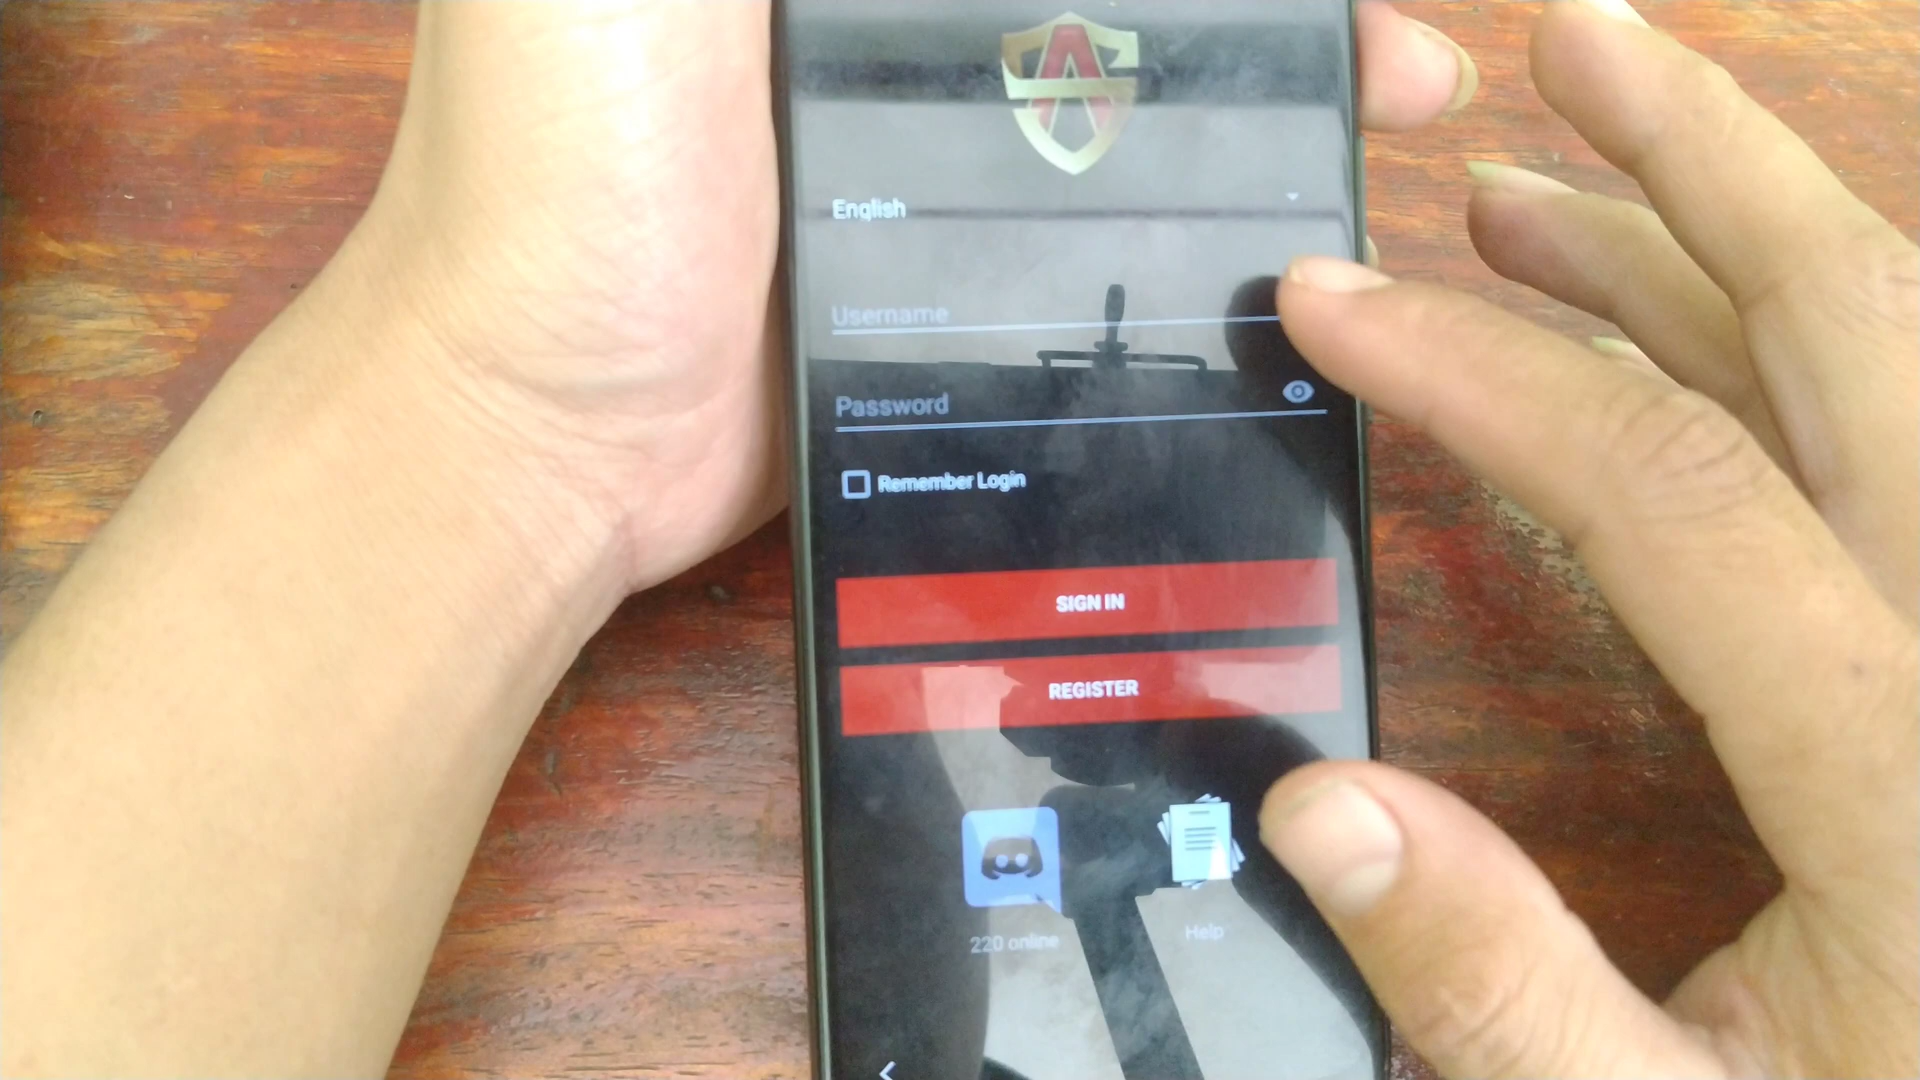 English
Username
Password
Remember Login
SIGN IN
REGISTER
220 online
Help